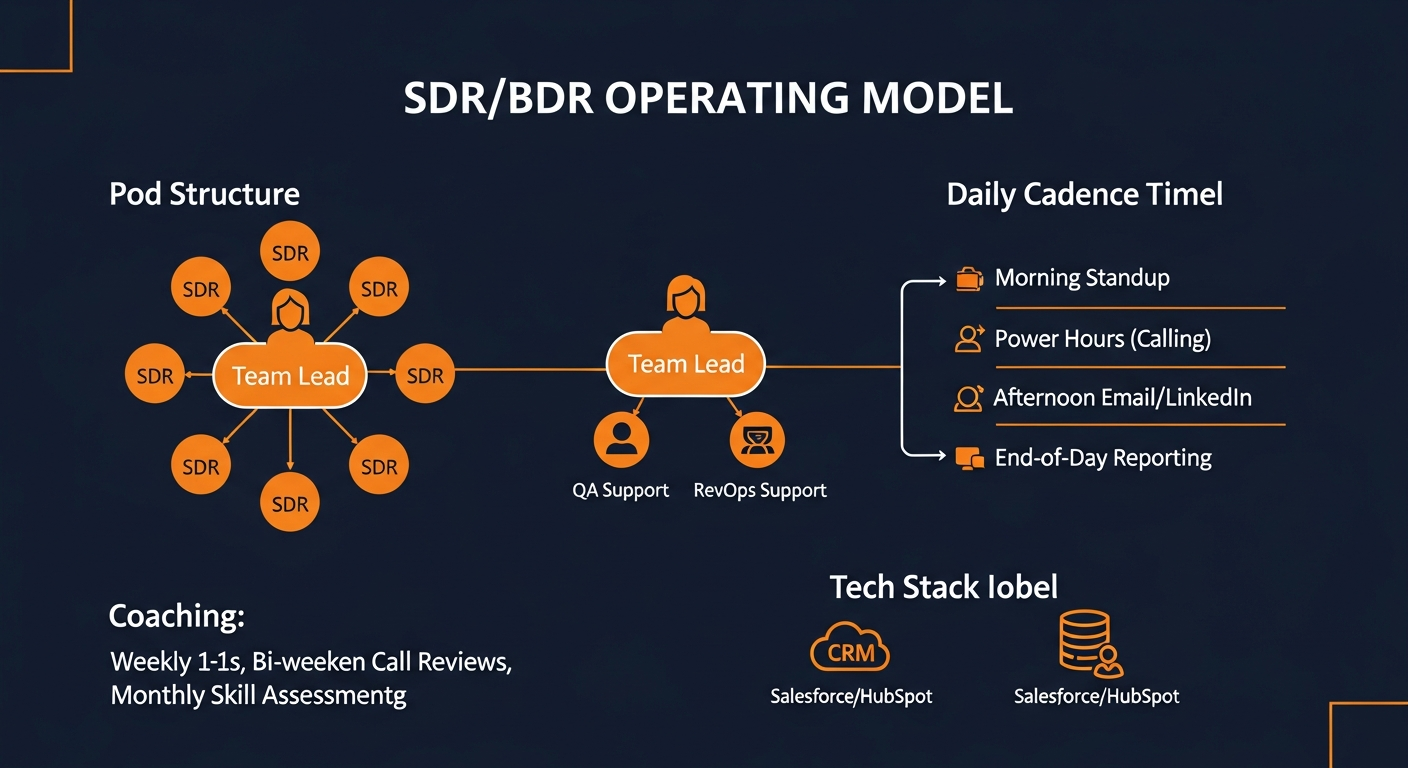 SDR/BDR OPERATING MODEL
Pod Structure
SDR
SDR
SDR
SDR
Team Lead
SDR
SDR
SDR
SDR
Team Lead
QA Support
RevOps Support
Daily Cadence Timel
Morning Standup
Power Hours (Calling)
Afternoon Email/LinkedIn
End-of-Day Reporting
Coaching:
Weekly 1-1s, Bi-weeken Call Reviews,
Monthly Skill Assessmentg
Tech Stack Iobel
CRM
Salesforce/HubSpot
Salesforce/HubSpot